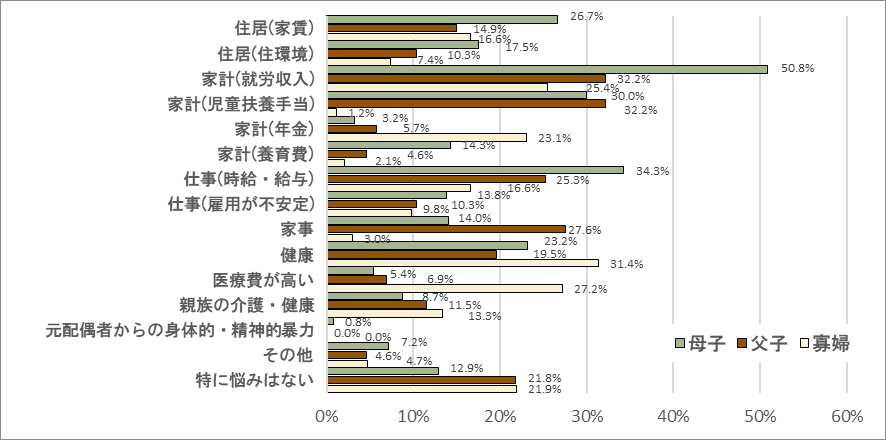 住居(家賃) 26.7% 14.9% 16.6%
住居(住環境) 17.5% 10.3% 7.4%
家計(就労収入) 50.8% 32.2% 25.4%
家計(児童扶養手当) 30.0% 32.2% 1.2%
家計(年金) 3.2% 5.7% 23.1%
家計(養育費) 14.3% 4.6% 2.1%
仕事(時給・給与) 34.3% 25.3% 16.6%
仕事(雇用が不安定) 13.8% 10.3% 9.8%
家事 14.0% 27.6% 3.0%
健康 23.2% 19.5% 31.4%
医療費が高い 5.4% 6.9% 27.2%
親族の介護・健康 8.7% 11.5% 13.3%
元配偶者からの身体的・精神的暴力 0.8% 0.0% 0.0%
その他 7.2% 4.6% 4.7%
特に悩みはない 12.9% 21.8% 21.9%
母子 父子 寡婦
0% 10% 20% 30% 40% 50% 60%